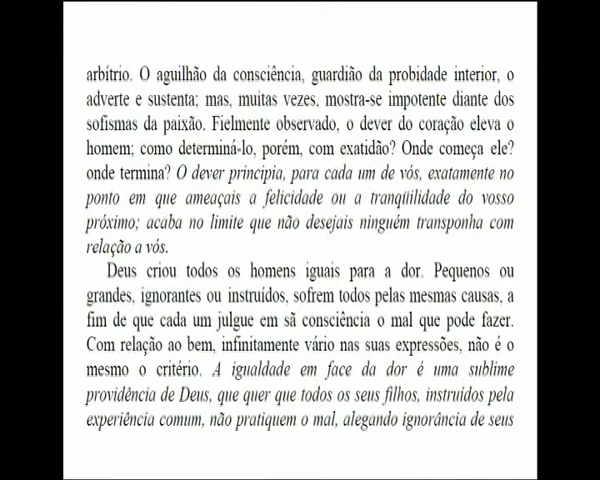 arbítrio. O aguilhão da consciência, guardião da probidade interior, o
adverte e sustenta; mas, muitas vezes, mostra-se impotente diante dos
sofismas da paixão. Fielmente observado, o dever do coração eleva o
homem; como determiná-lo, porém, com exatidão? Onde começa ele?
onde termina? O dever principia, para cada um de vós, exatamente no
ponto em que ameaçais a felicidade ou a tranqüilidade do vosso
próximo; acaba no limite que não desejais ninguém transponha com
relação a vós.
Deus criou todos os homens iguais para a dor. Pequenos ou
grandes, ignorantes ou instruídos, sofrem todos pelas mesmas causas, a
fim de que cada um julgue em sã consciência o mal que pode fazer.
Com relação ao bem, infinitamente vário nas suas expressões, não é o
mesmo o critério. A igualdade em face da dor é uma sublime
providência de Deus, que quer que todos os seus filhos, instruídos pela
experiência comum, não pratiquem o mal, alegando ignorância de seus